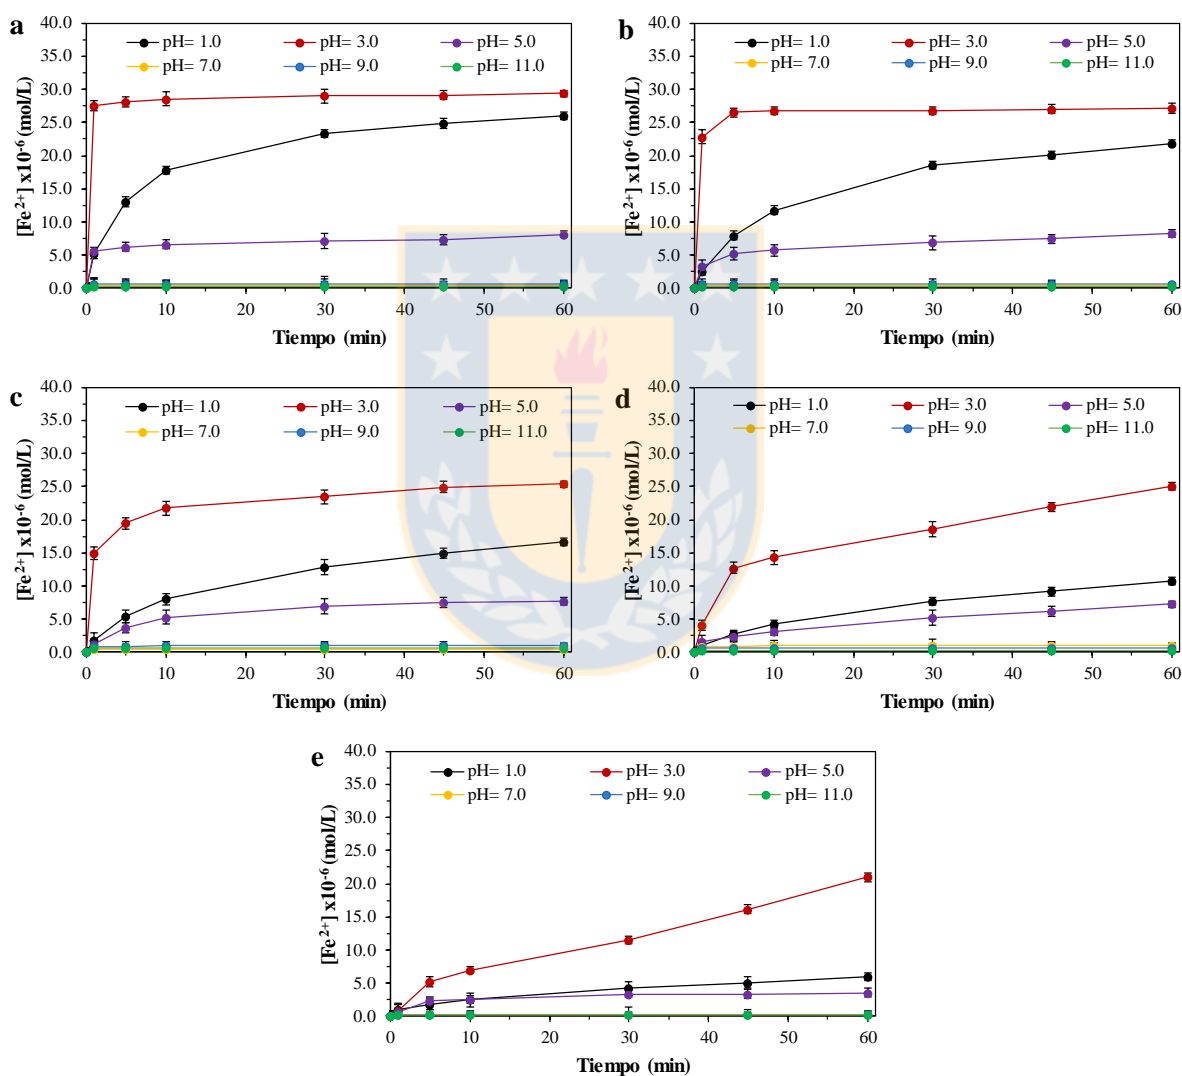 a
40.0
35.0
30.0
25.0
20.0
15.0
10.0
5.0
0.0
[Fe²⁺] x10⁻⁶ (mol/L)
pH= 1.0 pH= 3.0 pH= 5.0
pH= 7.0 pH= 9.0 pH= 11.0
0 10 20 30 40 50 60
Tiempo (min)
b
40.0
35.0
30.0
25.0
20.0
15.0
10.0
5.0
0.0
[Fe²⁺] x10⁻⁶ (mol/L)
pH= 1.0 pH= 3.0 pH= 5.0
pH= 7.0 pH= 9.0 pH= 11.0
0 10 20 30 40 50 60
Tiempo (min)
c
40.0
35.0
30.0
25.0
20.0
15.0
10.0
5.0
0.0
[Fe²⁺] x10⁻⁶ (mol/L)
pH= 1.0 pH= 3.0 pH= 5.0
pH= 7.0 pH= 9.0 pH= 11.0
0 10 20 30 40 50 60
Tiempo (min)
d
40.0
35.0
30.0
25.0
20.0
15.0
10.0
5.0
0.0
[Fe²⁺] x10⁻⁶ (mol/L)
pH= 1.0 pH= 3.0 pH= 5.0
pH= 7.0 pH= 9.0 pH= 11.0
0 10 20 30 40 50 60
Tiempo (min)
e
40.0
35.0
30.0
25.0
20.0
15.0
10.0
5.0
0.0
[Fe²⁺] x10⁻⁶ (mol/L)
pH= 1.0 pH= 3.0 pH= 5.0
pH= 7.0 pH= 9.0 pH= 11.0
0 10 20 30 40 50 60
Tiempo (min)